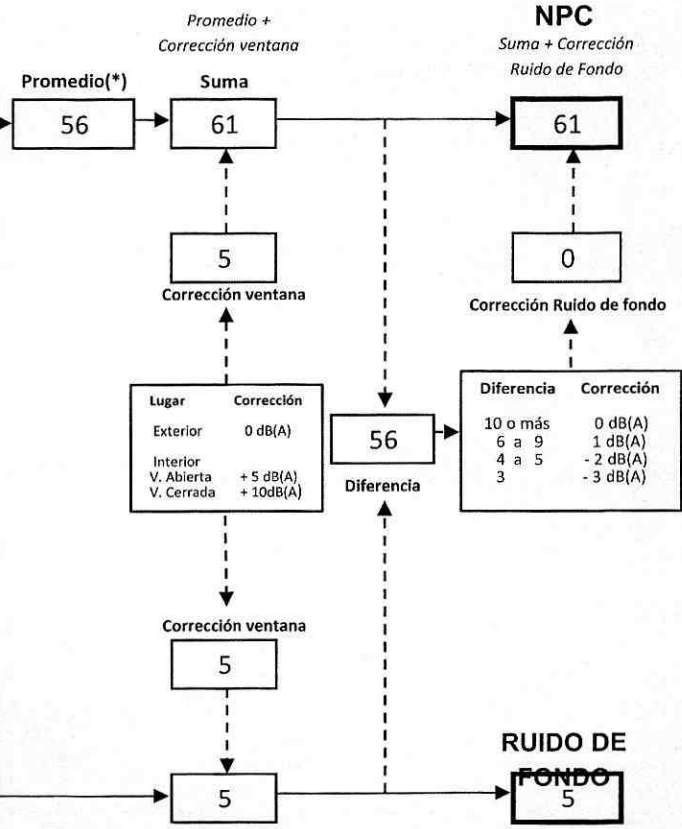 Promedio +
Corrección ventana
NPC
Suma + Corrección
Ruido de Fondo
Promedio(*)
Suma
56
61
61
5
0
Corrección ventana
Corrección Ruido de fondo
Lugar Corrección
Exterior 0 dB(A)
Interior
V. Abierta + 5 dB(A)
V. Cerrada + 10dB(A)
56
Diferencia
Diferencia Corrección
10 o más 0 dB(A)
6 a 9 1 dB(A)
4 a 5 - 2 dB(A)
3 - 3 dB(A)
Corrección ventana
5
RUIDO DE
FONDO
5
5